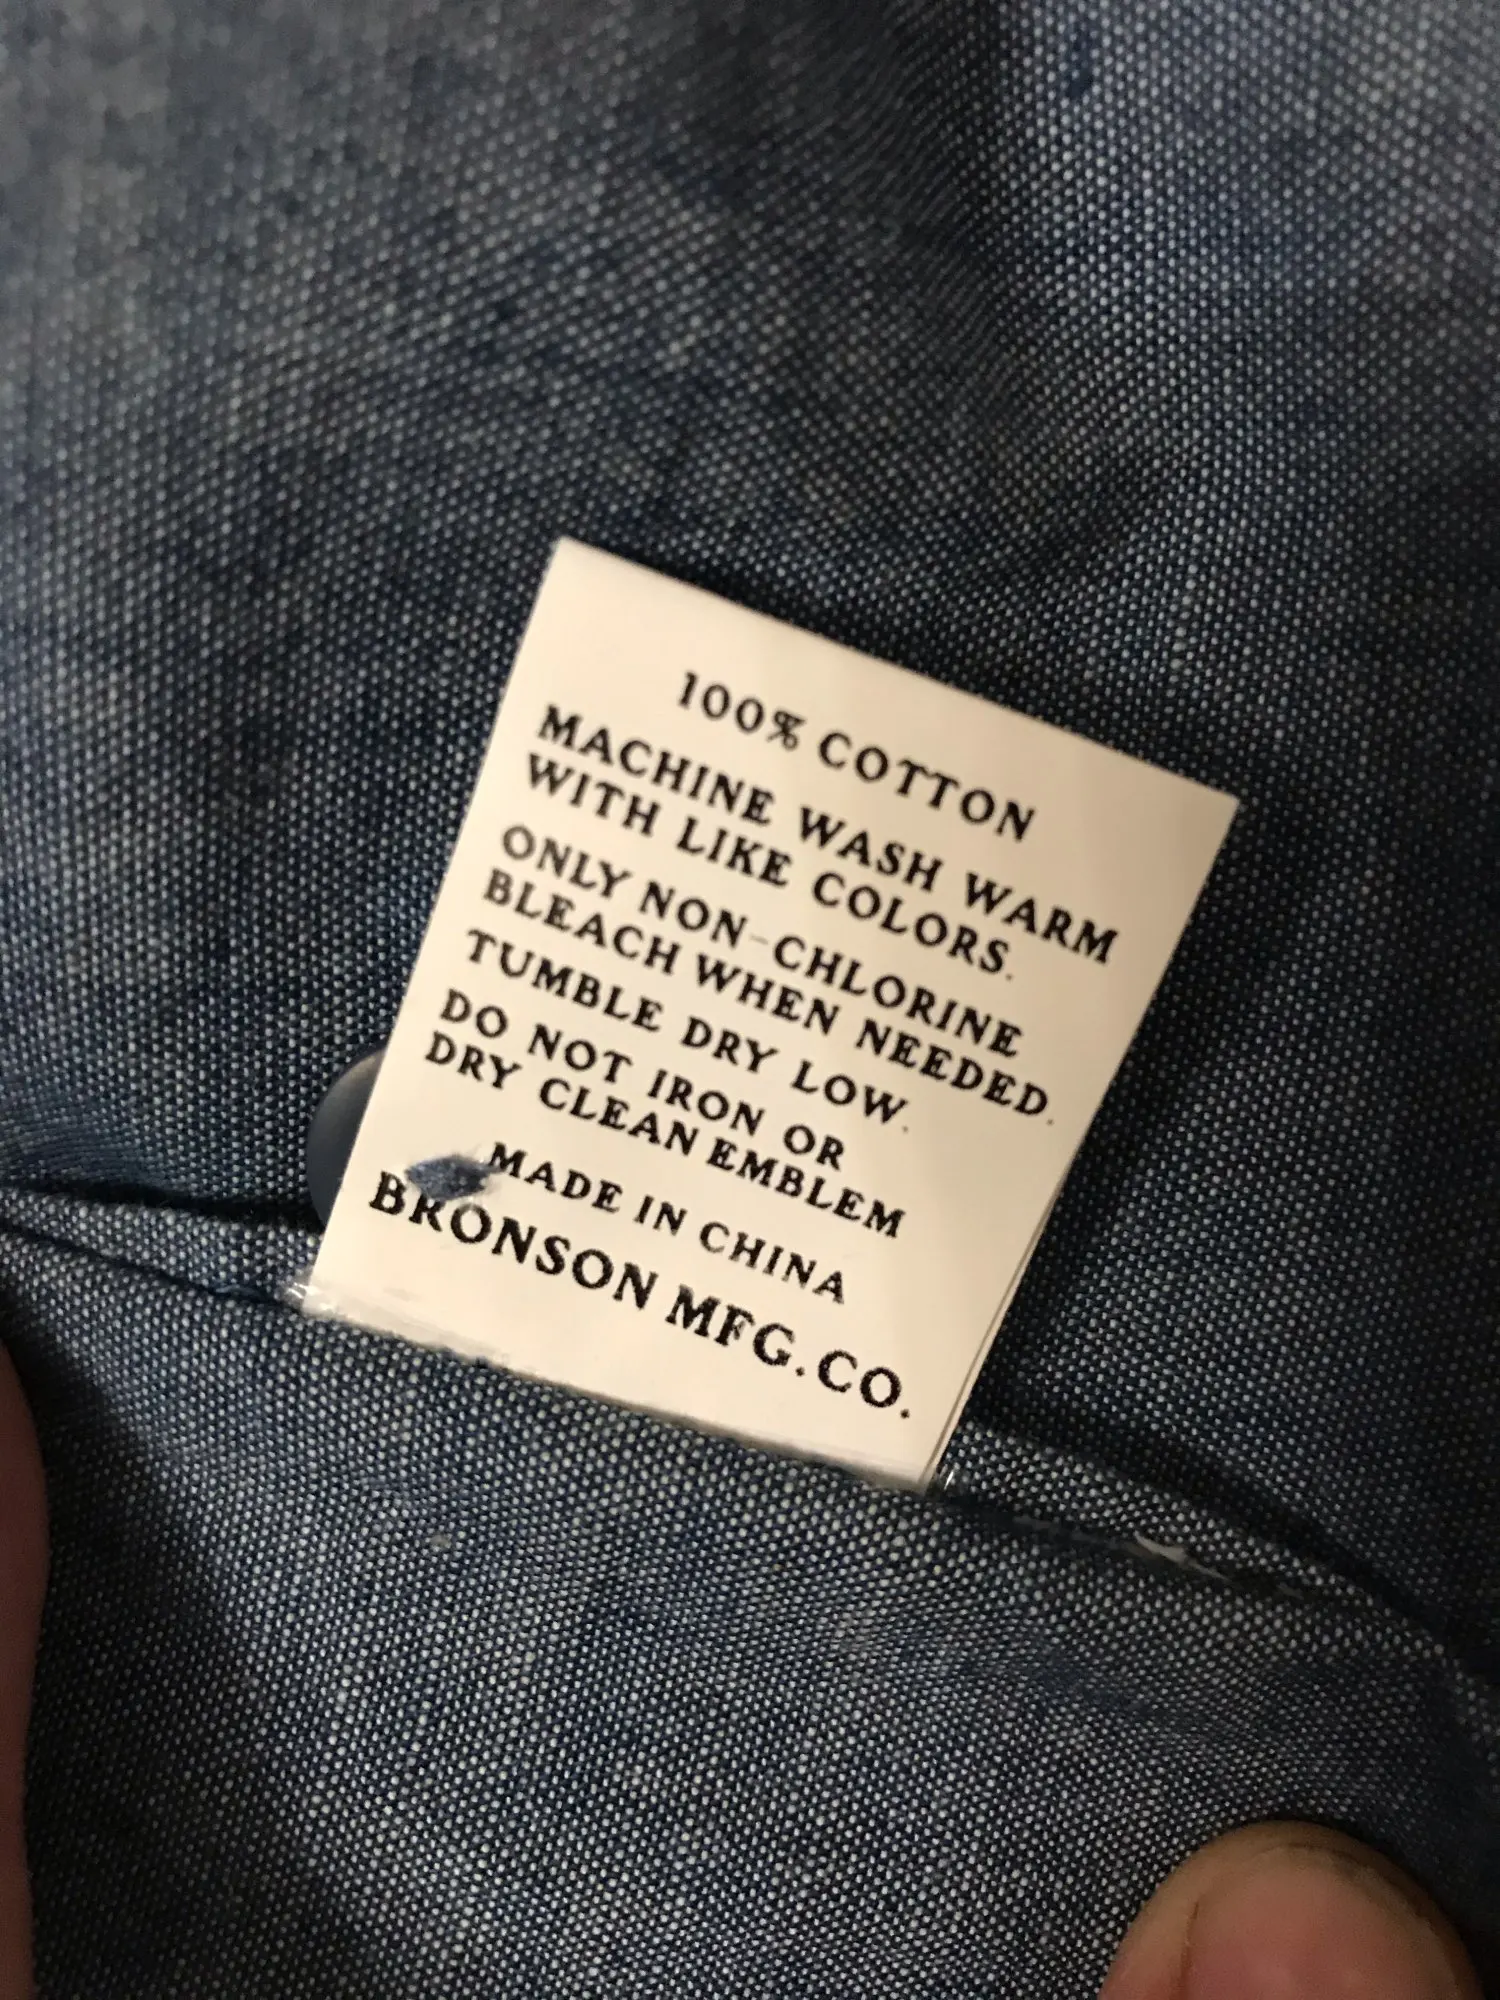 100% COTTON
MACHINE WASH WARM
WITH LIKE COLORS.
ONLY NON-CHLORINE
BLEACH WHEN NEEDED.
TUMBLE DRY LOW.
DO NOT IRON OR
DRY CLEAN EMBLEM
MADE IN CHINA
BRONSON MFG. CO.